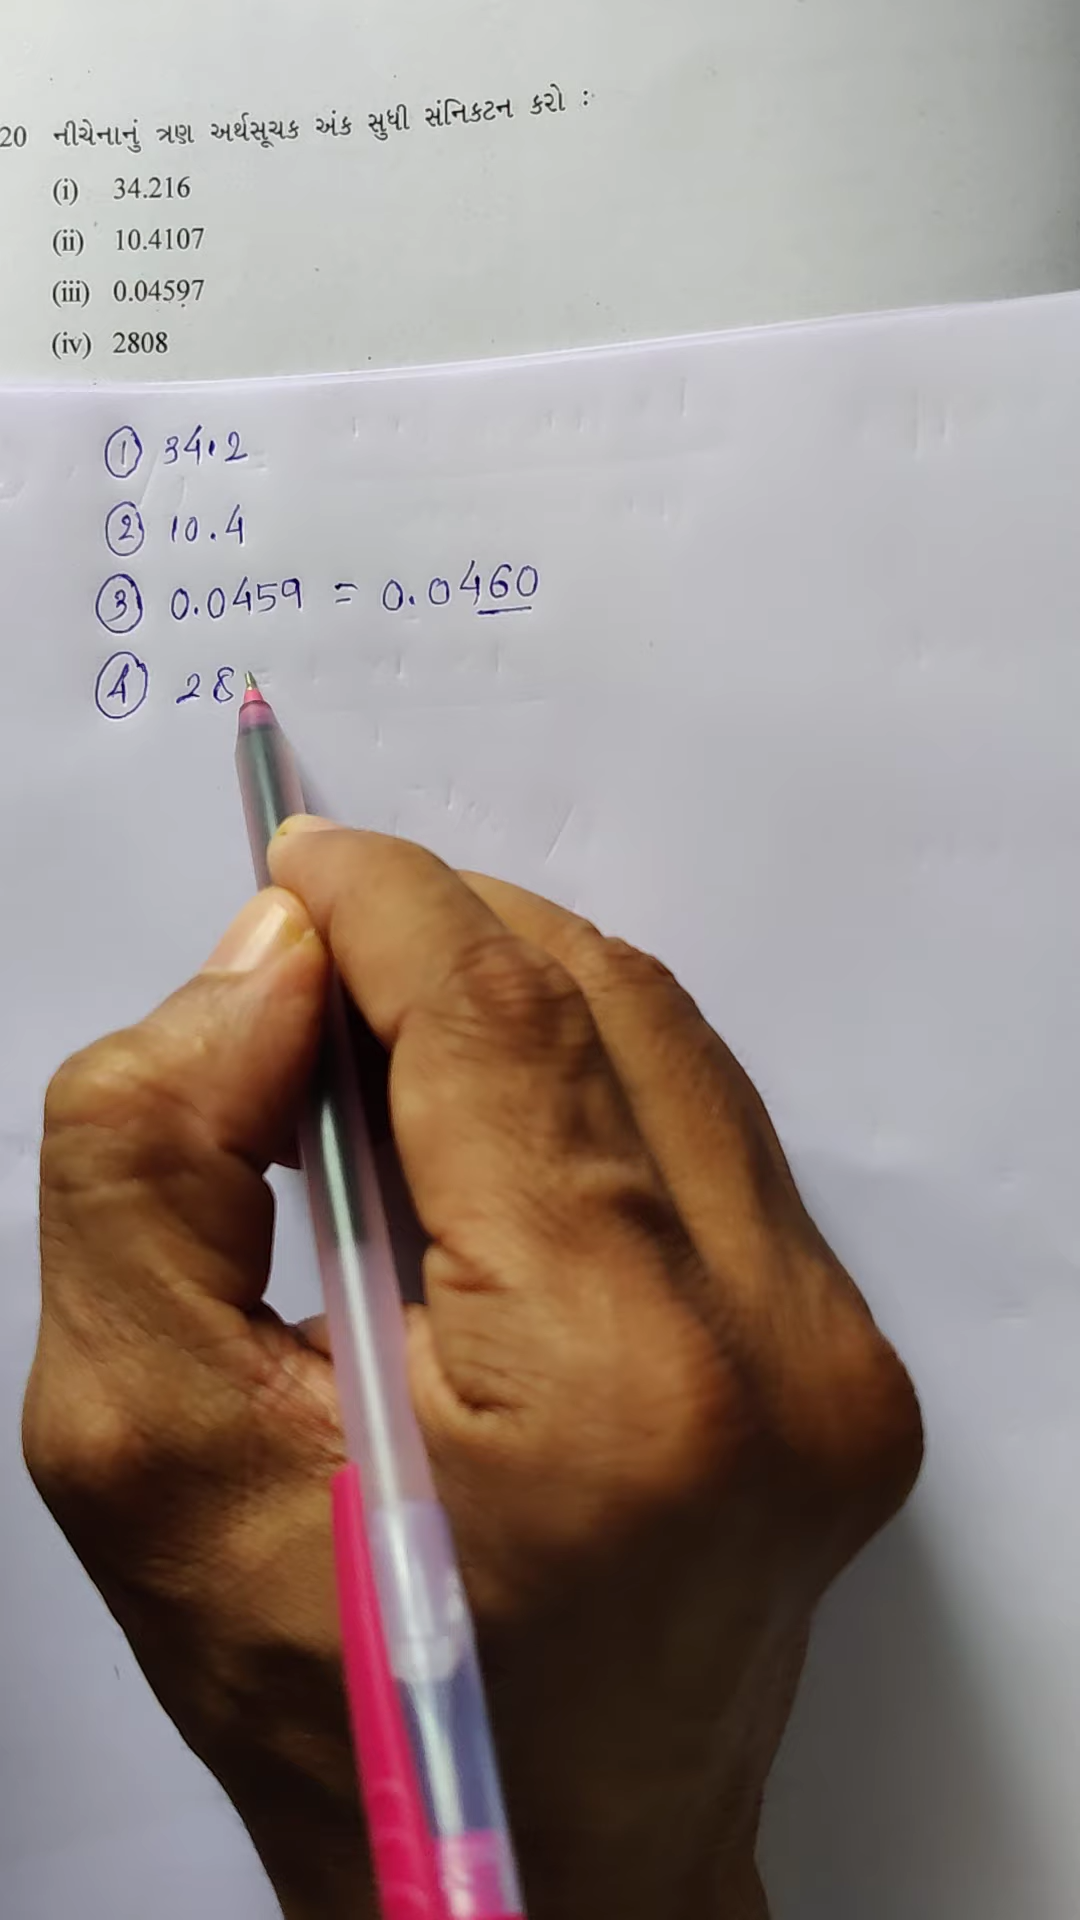 20 નીચેનાનું ત્રણ અર્થસૂચક અંક સુધી સંનિકટન કરો :
(i) 34.216
(ii) 10.4107
(iii) 0.04597
(iv) 2808
① 34.2
② 10.4
③ 0.0459 = 0.0460
④ 28